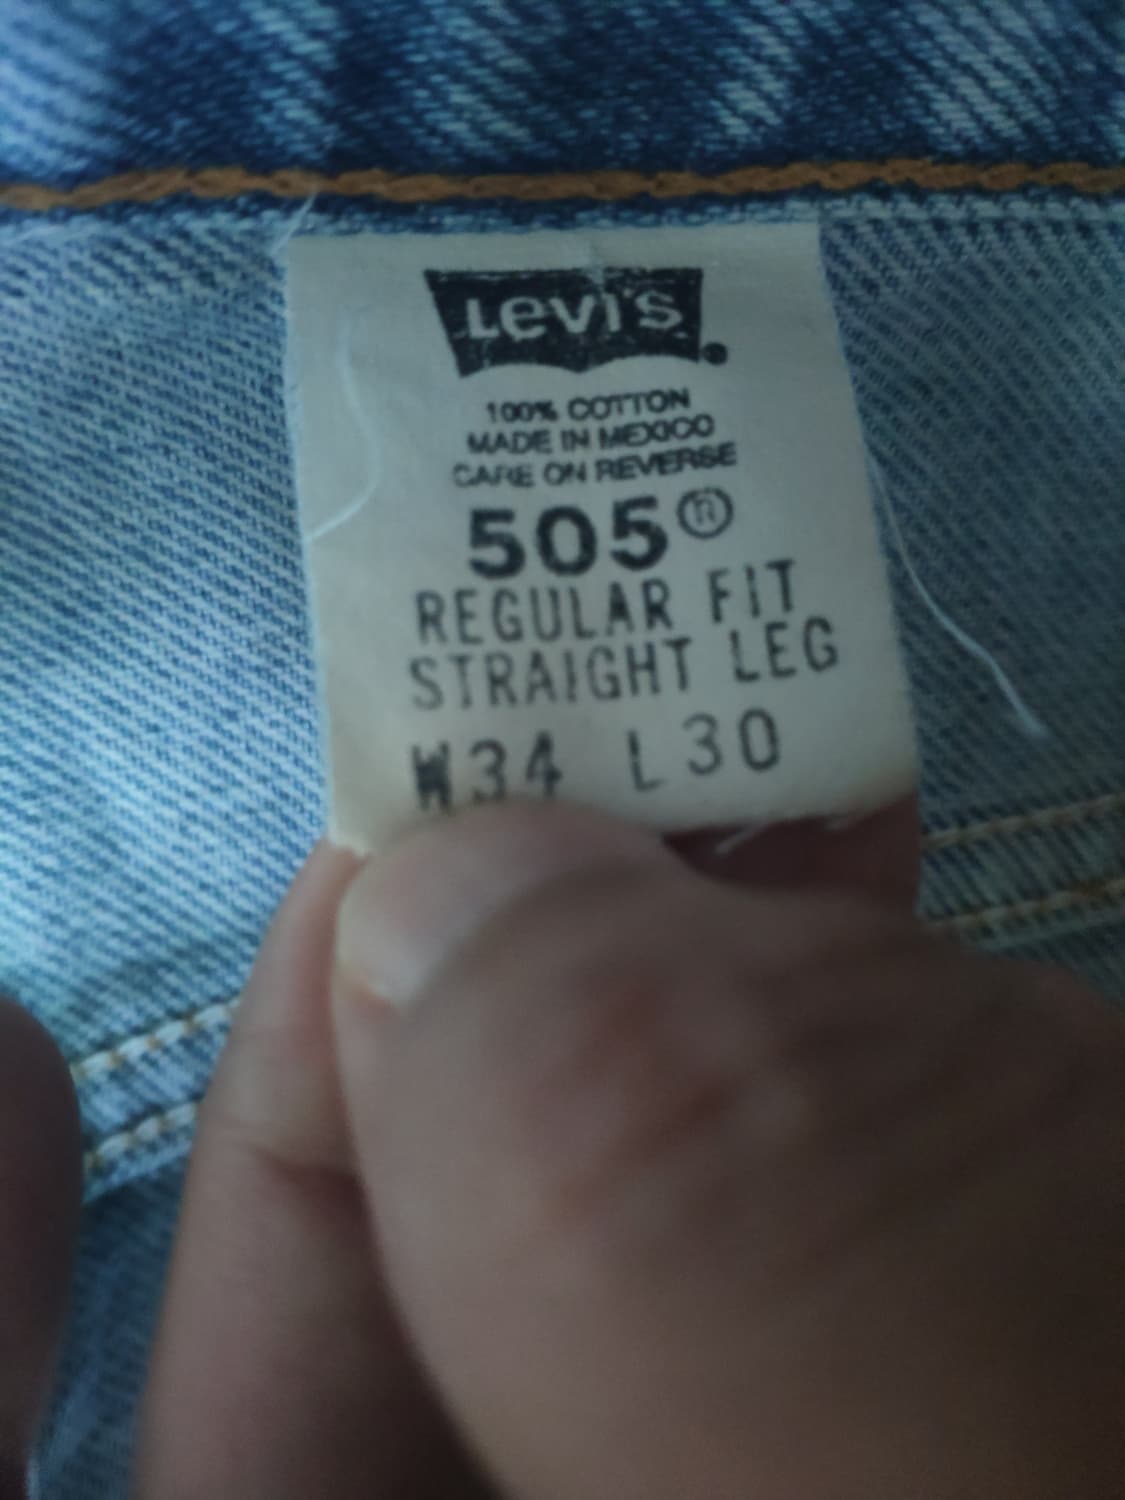 Levi's
100% COTTON
MADE IN MEXICO
CARE ON REVERSE
505®
REGULAR FIT
STRAIGHT LEG
W34 L30